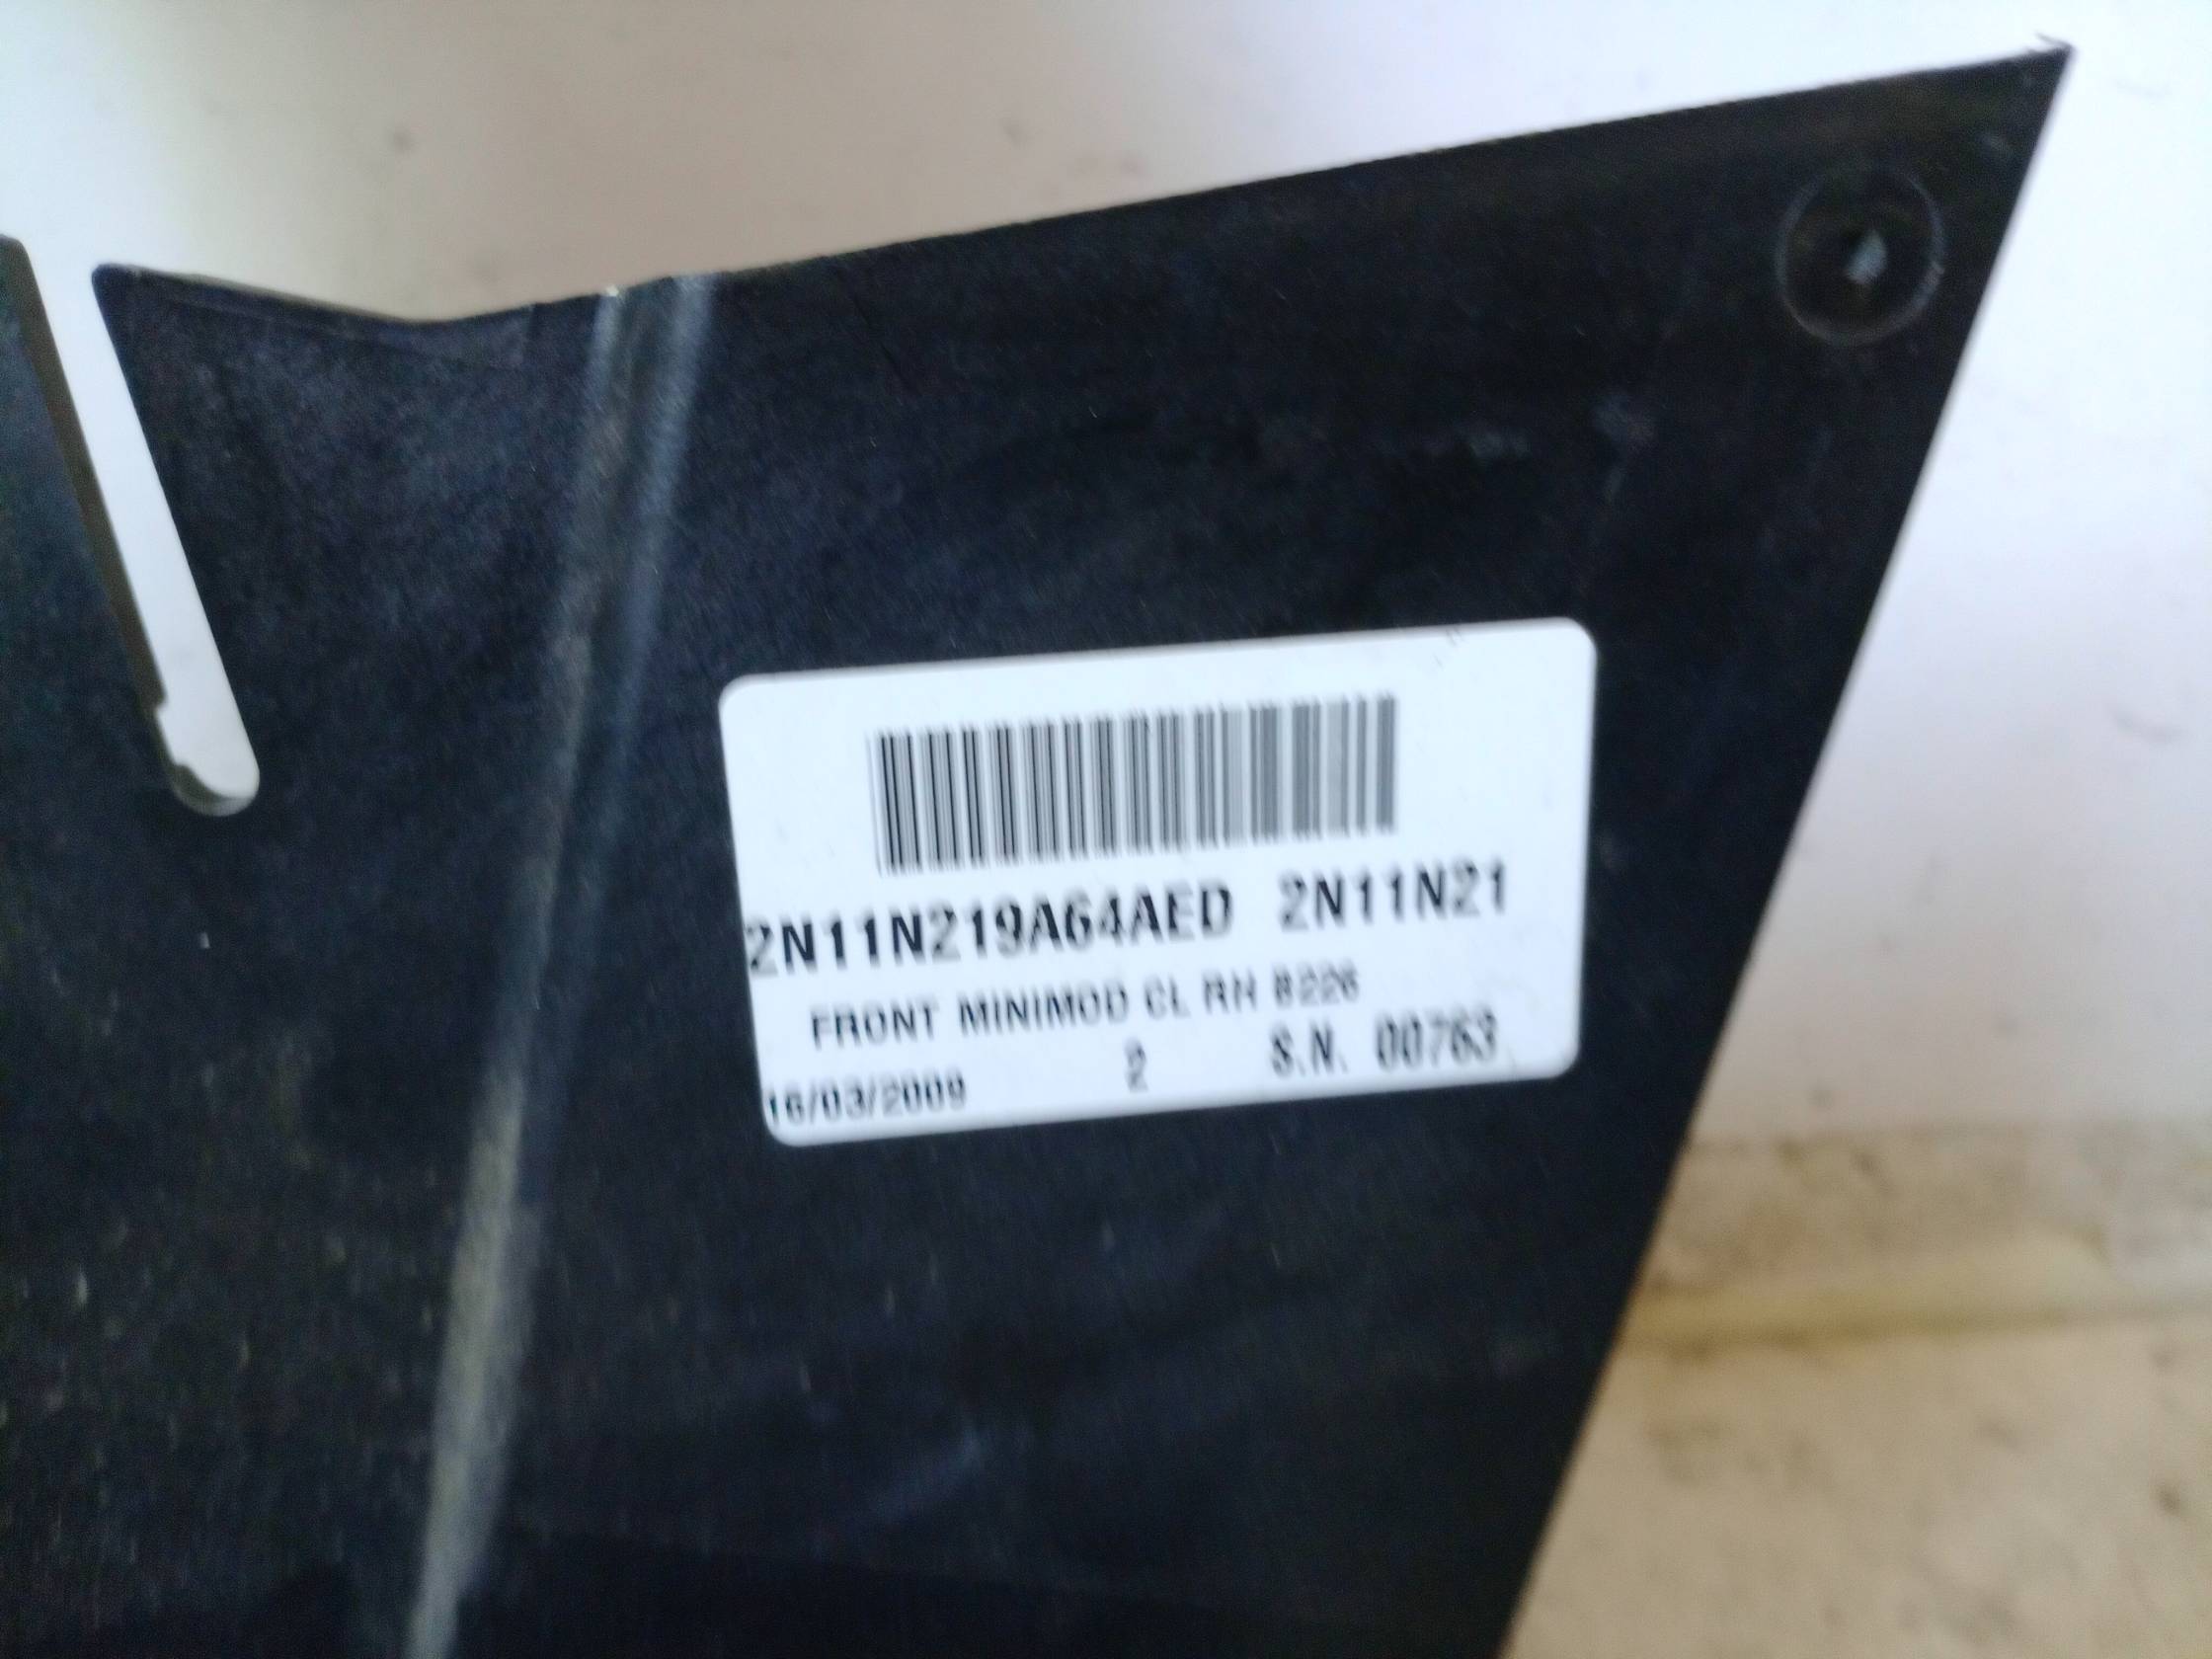 2N11N219A64AED 2N11N21
FRONT MINIMOD CL RH B226
16/03/2009 2 S.N. 00763